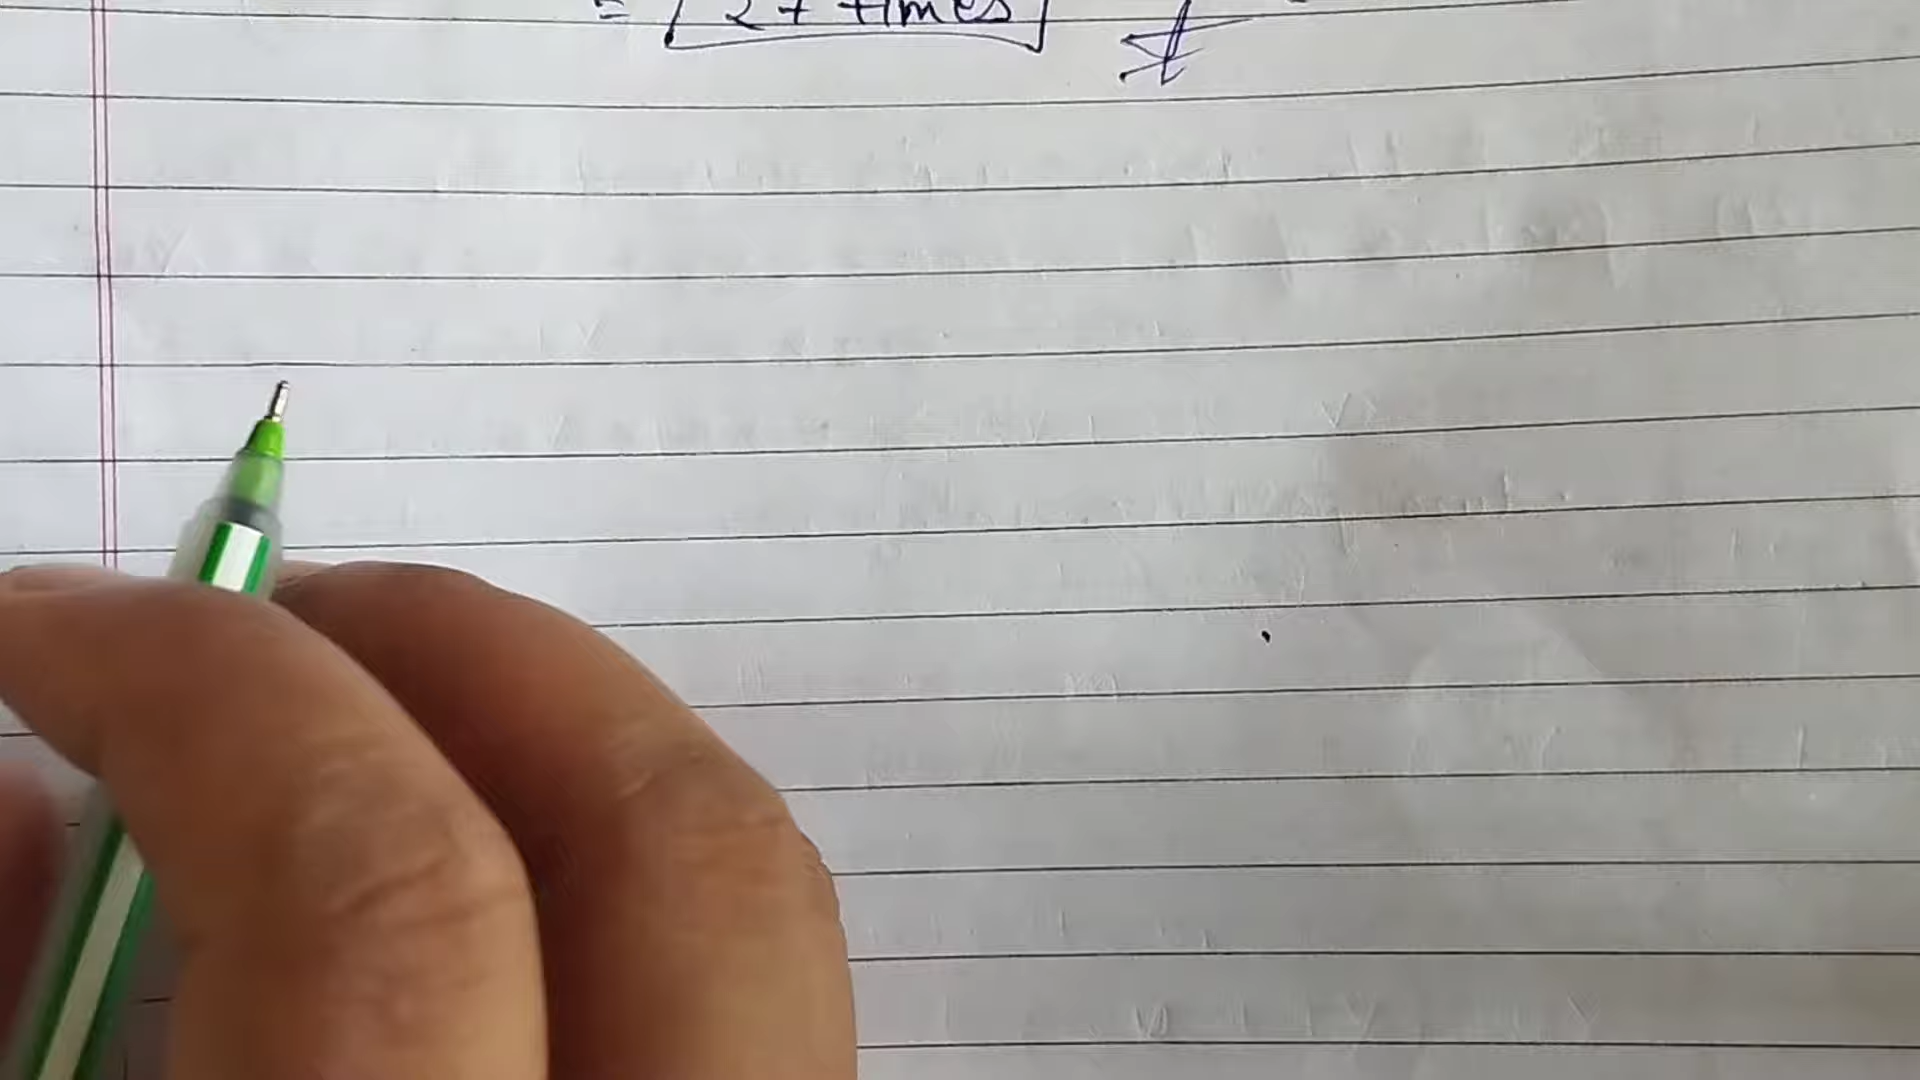 = 27 times